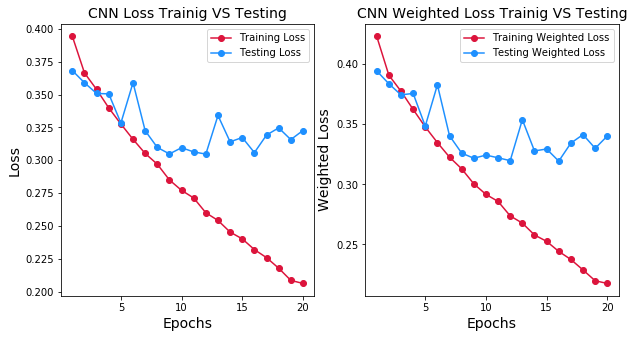 CNN Loss Trainig VS Testing
0.400
0.375
0.350
0.325
0.300
0.275
0.250
0.225
0.200
Loss
Training Loss
Testing Loss
5
10
15
20
Epochs
CNN Weighted Loss Trainig VS Testing
0.40
0.35
0.30
0.25
Weighted Loss
Training Weighted Loss
Testing Weighted Loss
5
10
15
20
Epochs